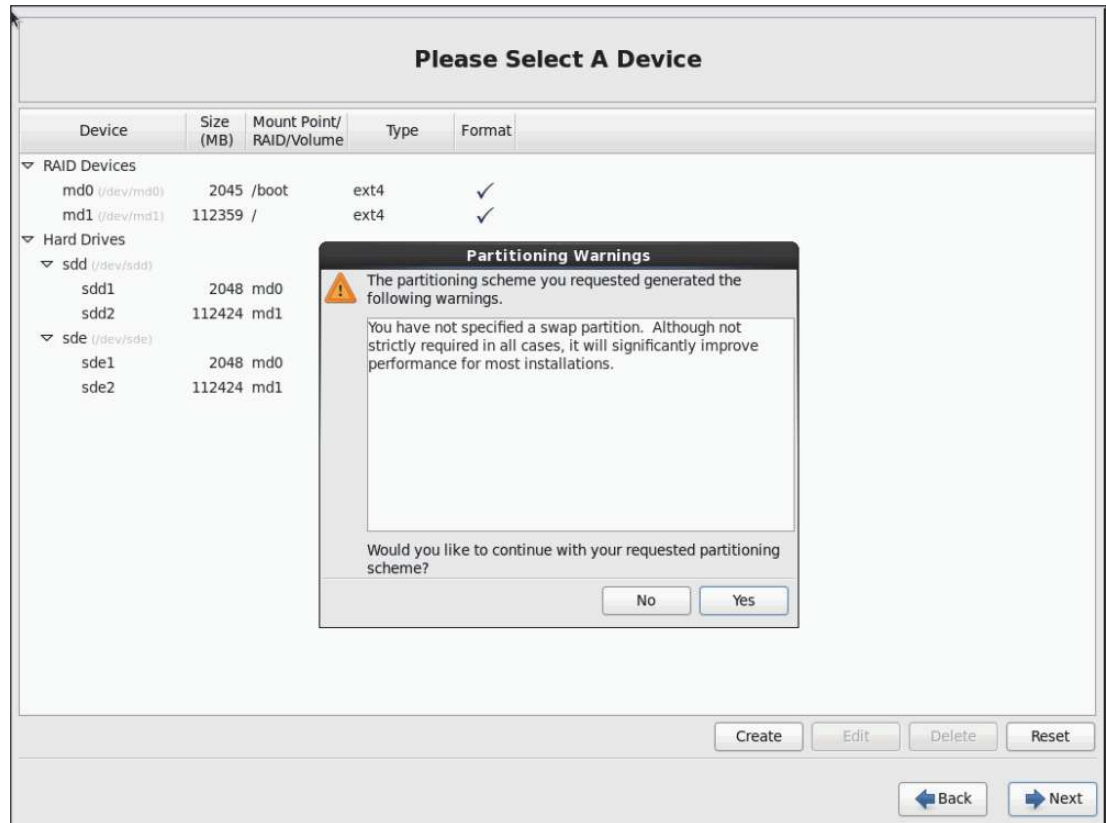 Please Select A Device
Device Size (MB) Mount Point/ RAID/Volume Type Format
RAID Devices
md0 (/dev/md0) 2045 /boot ext4 ✓
md1 (/dev/md1) 112359 / ext4 ✓
Hard Drives
sdd (/dev/sdd)
sdd1 2048 md0
sdd2 112424 md1
sde (/dev/sde)
sde1 2048 md0
sde2 112424 md1
Partitioning Warnings
The partitioning scheme you requested generated the
following warnings.
You have not specified a swap partition. Although not
strictly required in all cases, it will significantly improve
performance for most installations.
Would you like to continue with your requested partitioning
scheme?
No Yes
Create Edit Delete Reset
Back Next